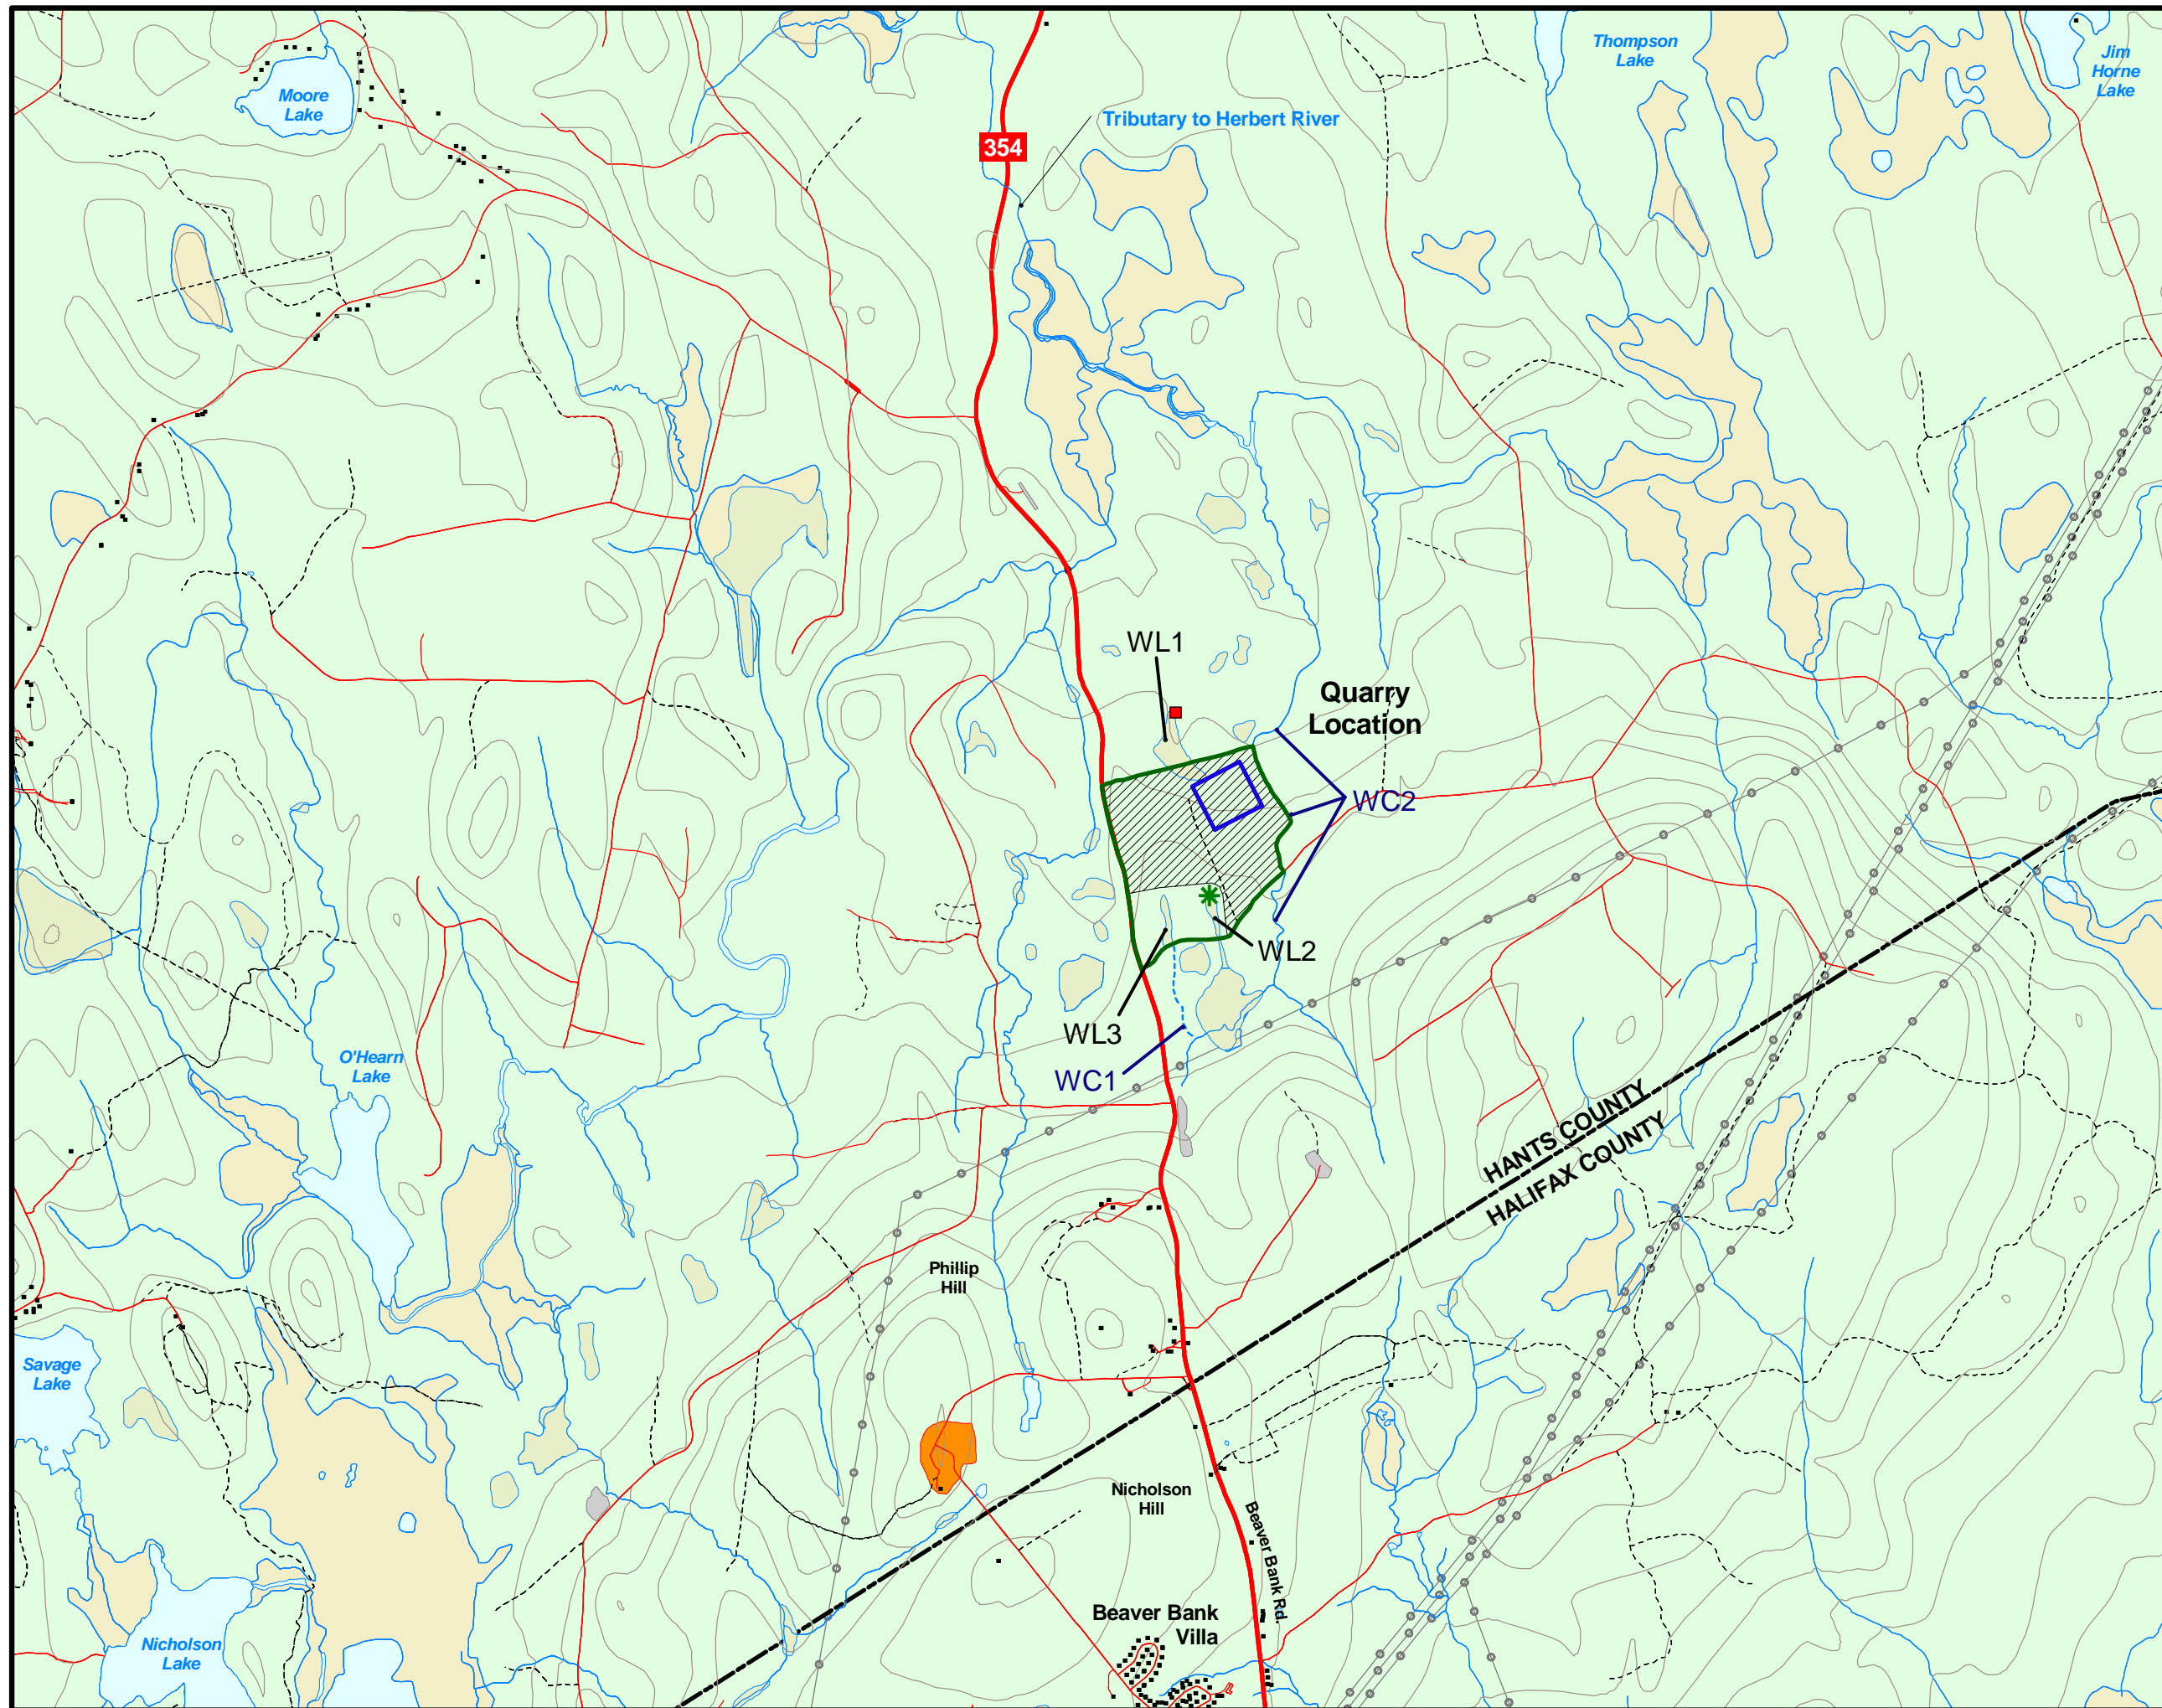 Thompson
Lake
Jim
Horne
Lake
Moore
Lake
Tributary to Herbert River
354
WL1
Quarry
Location
WC2
WL2
WL3
WC1
O'Hearn
Lake
HANTS COUNTY
HALIFAX COUNTY
Phillip
Hill
Savage
Lake
Nicholson
Hill
Beaver Bank Rd.
Beaver Bank
Villa
Nicholson
Lake